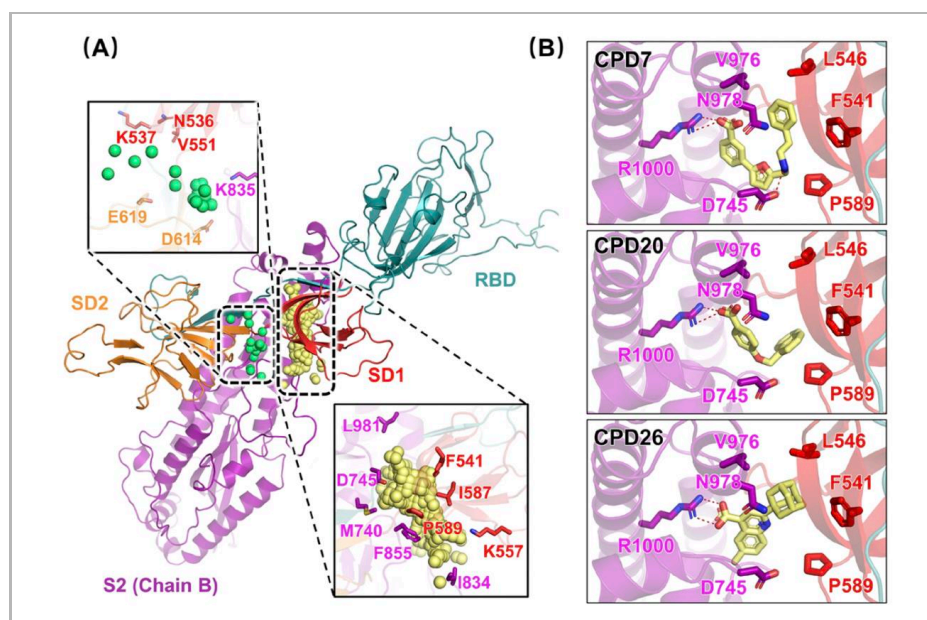 (A)
N536
K537
V551
K835
E619
D614
SD2
RBD
SD1
L981
D745
F541
I587
M740
P589
F855
K557
I834
S2 (Chain B)
(B)
CPD7
V976
L546
N978
F541
R1000
D745
P589
CPD20
V976
L546
N978
F541
R1000
D745
P589
CPD26
V976
L546
N978
F541
R1000
D745
P589